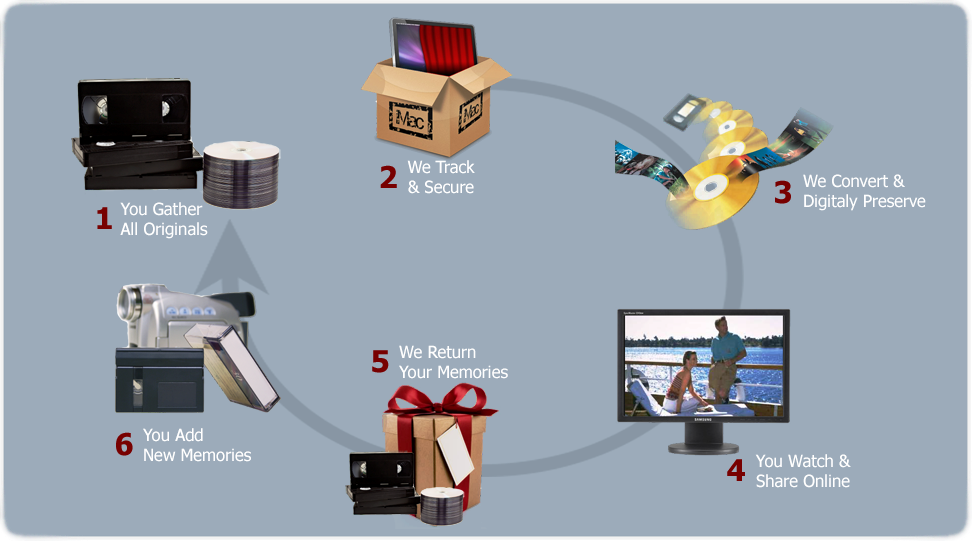 1 You Gather
All Originals
iMac
iMac
2 We Track
& Secure
3 We Convert &
Digitaly Preserve
SAMSUNG
4 You Watch &
Share Online
5 We Return
Your Memories
6 You Add
New Memories